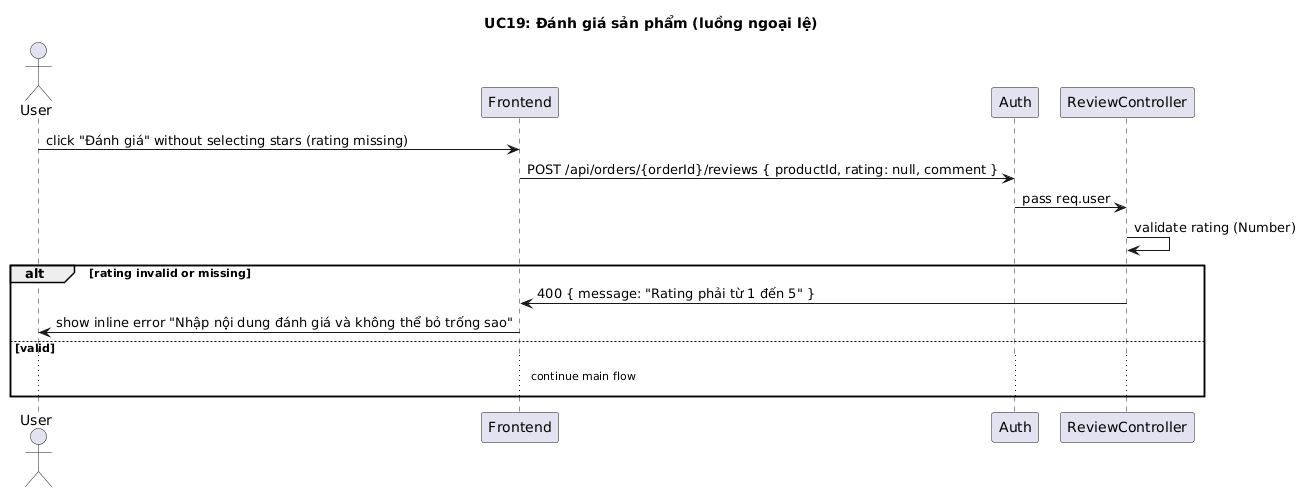 UC19: Đánh giá sản phẩm (luồng ngoại lệ)
User
Frontend
Auth
ReviewController
click "Đánh giá" without selecting stars (rating missing)
POST /api/orders/{orderId}/reviews { productId, rating: null, comment }
pass req.user
validate rating (Number)
alt
[rating invalid or missing]
400 { message: "Rating phải từ 1 đến 5" }
show inline error "Nhập nội dung đánh giá và không thể bỏ trống sao"
[valid]
continue main flow
User
Frontend
Auth
ReviewController